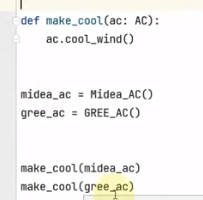 def make_cool(ac: AC):
    ac.cool_wind()
midea_ac = Midea_AC()
gree_ac = GREE_AC()
make_cool(midea_ac)
make_cool(gree_ac)